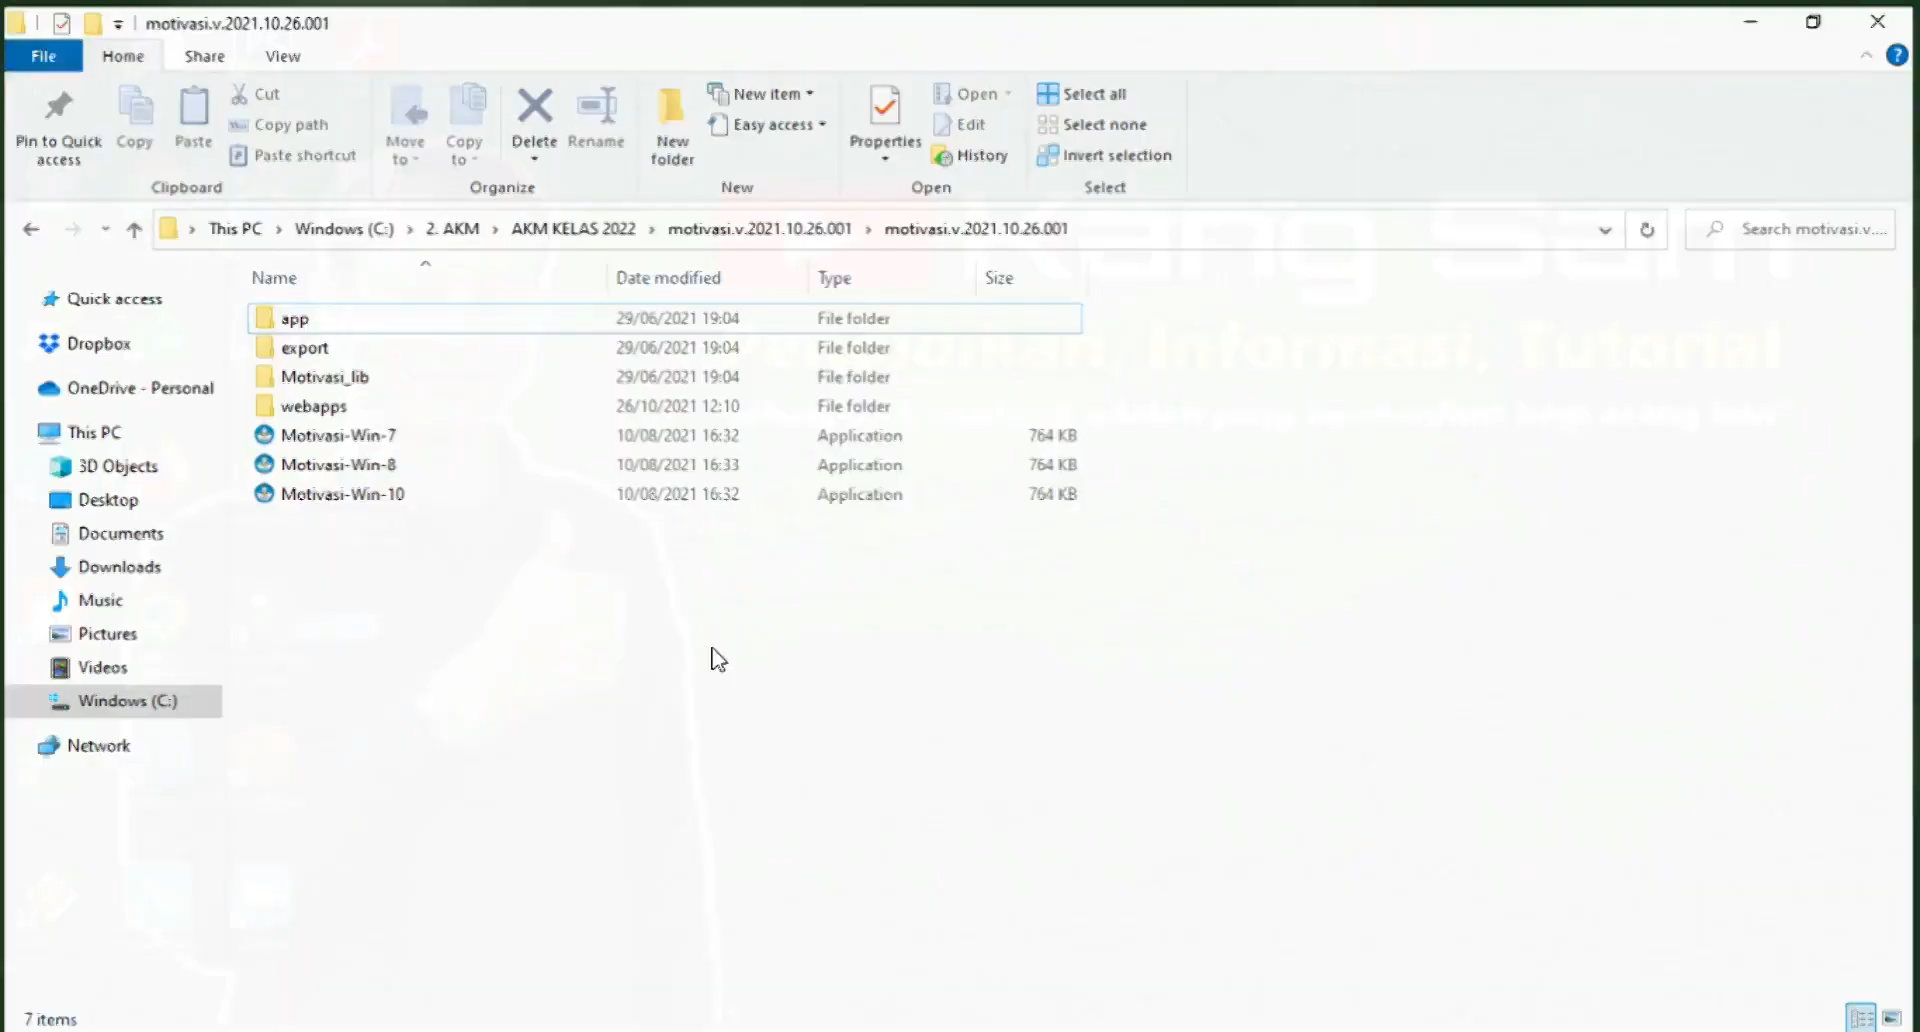 motivasi.v.2021.10.26.001
File Home Share View
Pin to Quick access
Copy
Paste
Cut
Copy path
Paste shortcut
Clipboard
Move to
Copy to
Delete
Rename
Organize
New folder
New item
Easy access
New
Properties
Open
Edit
History
Open
Select all
Select none
Invert selection
Select
This PC > Windows (C:) > 2. AKM > AKM KELAS 2022 > motivasi.v.2021.10.26.001 > motivasi.v.2021.10.26.001
Search motivasi.v....
Quick access
Dropbox
OneDrive - Personal
This PC
3D Objects
Desktop
Documents
Downloads
Music
Pictures
Videos
Windows (C:)
Network
Name Date modified Type Size
app 29/06/2021 19:04 File folder
export 29/06/2021 19:04 File folder
Motivasi_lib 29/06/2021 19:04 File folder
webapps 26/10/2021 12:10 File folder
Motivasi-Win-7 10/08/2021 16:32 Application 764 KB
Motivasi-Win-8 10/08/2021 16:33 Application 764 KB
Motivasi-Win-10 10/08/2021 16:32 Application 764 KB
Kang Sam
Informasi, Tutorial
7 items